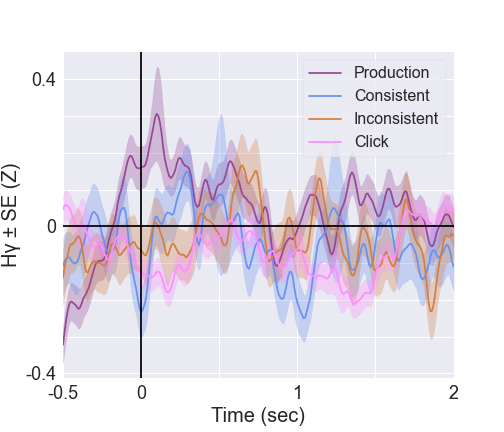 Production
Consistent
Inconsistent
Click
0.4
0
-0.4
Hγ ± SE (Z)
-0.5 0 1 2
Time (sec)